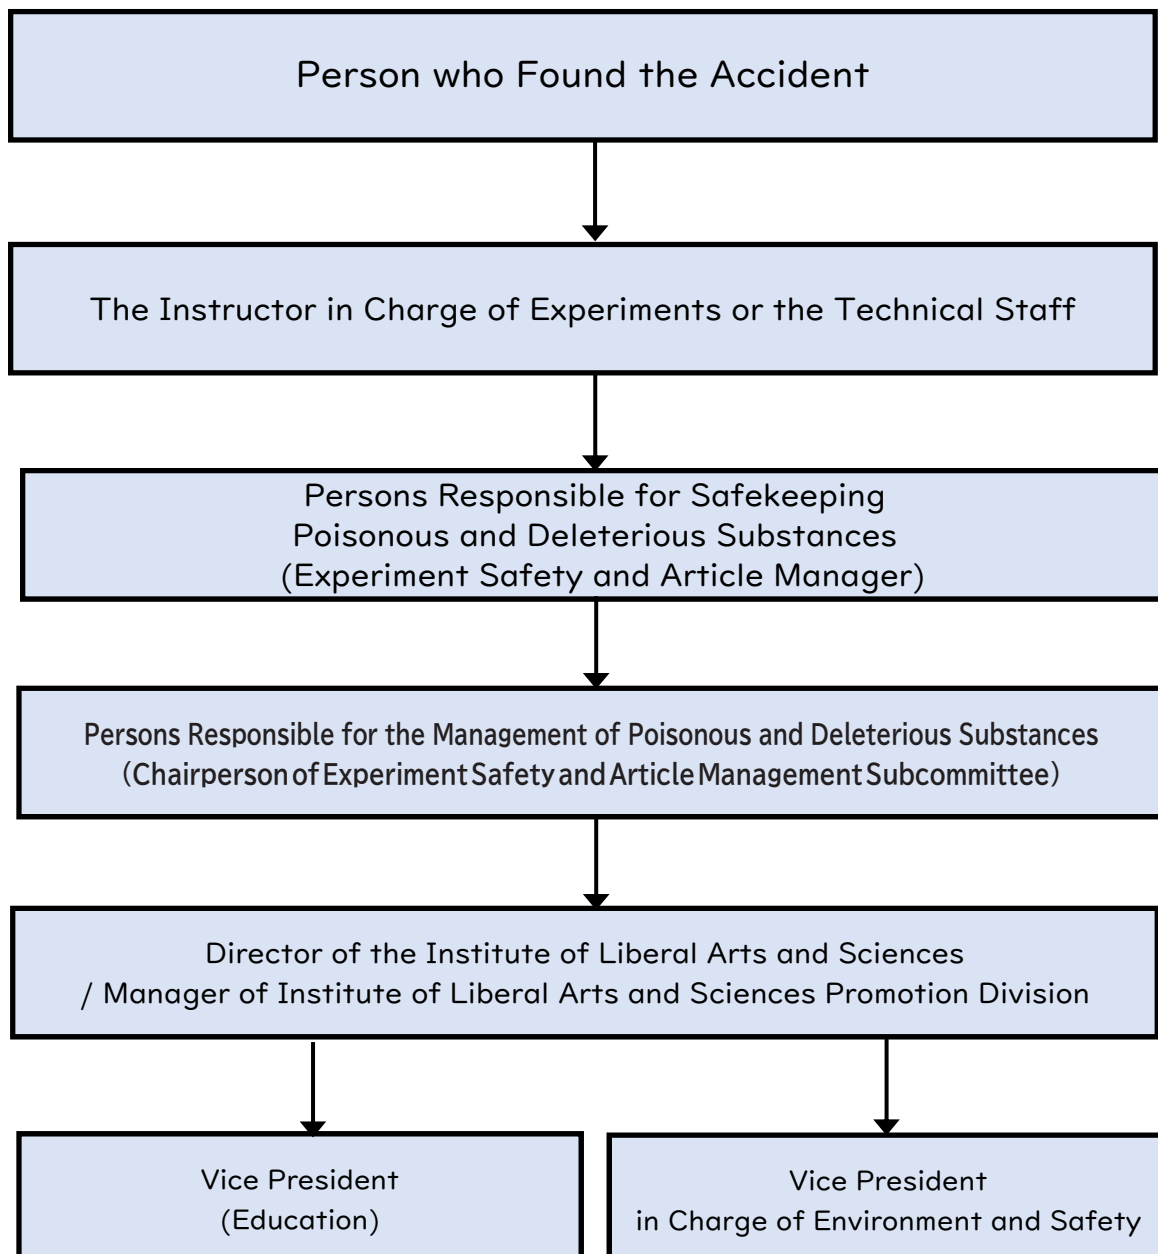 Person who Found the Accident
The Instructor in Charge of Experiments or the Technical Staff
Persons Responsible for Safekeeping
Poisonous and Deleterious Substances
(Experiment Safety and Article Manager)
Persons Responsible for the Management of Poisonous and Deleterious Substances
(Chairperson of Experiment Safety and Article Management Subcommittee)
Director of the Institute of Liberal Arts and Sciences
/ Manager of Institute of Liberal Arts and Sciences Promotion Division
Vice President
(Education)
Vice President
in Charge of Environment and Safety